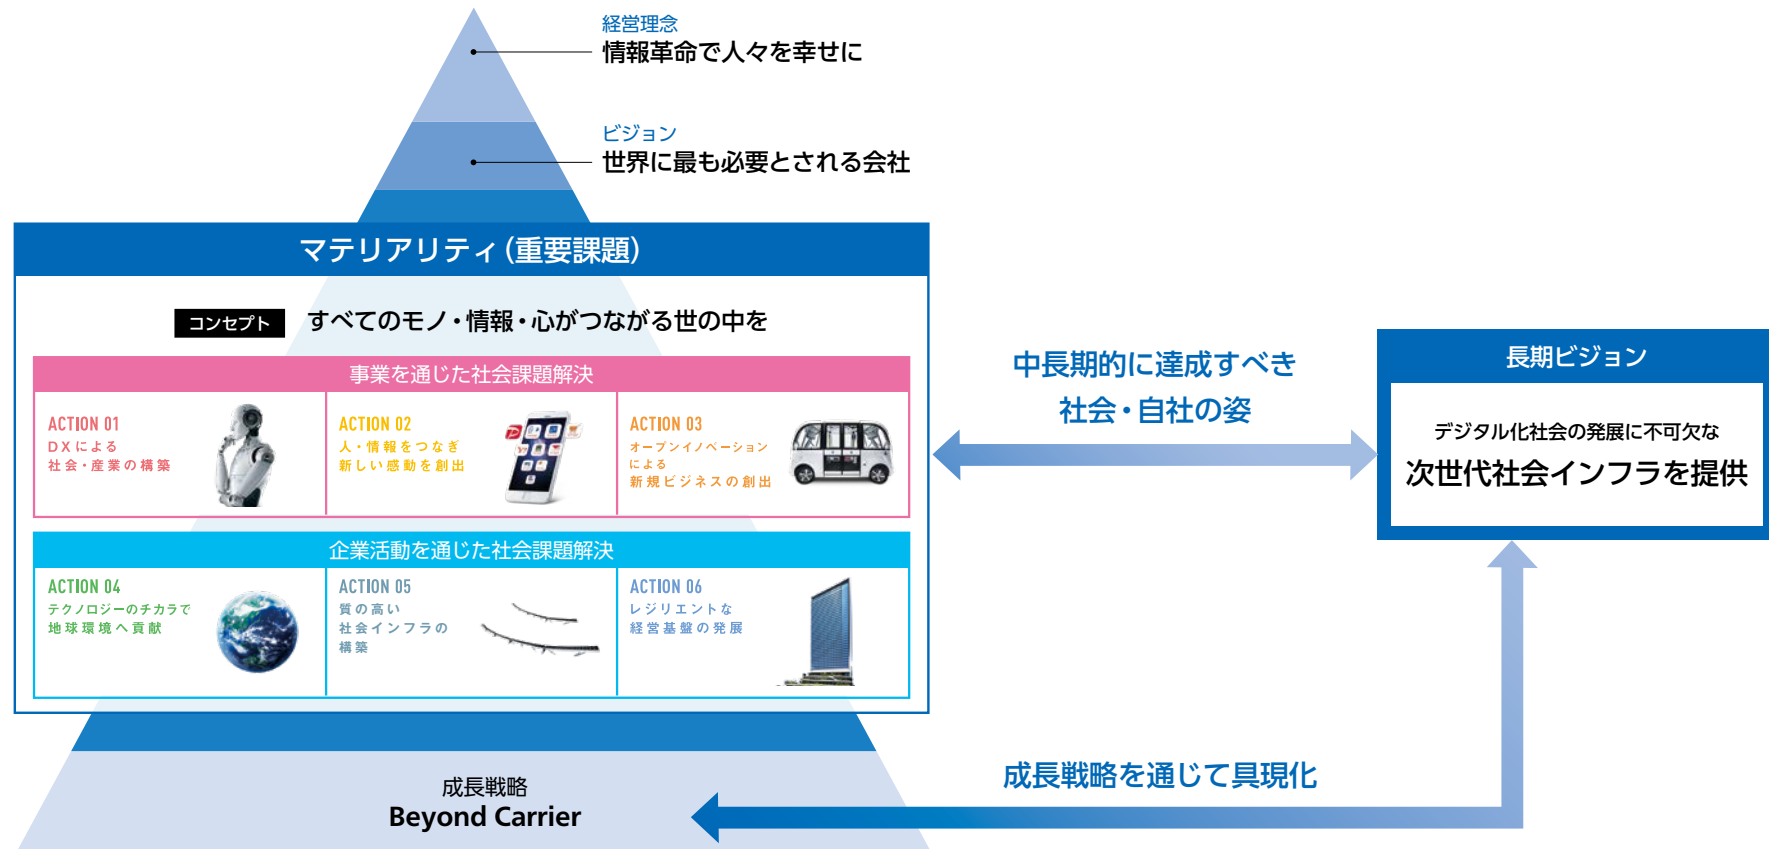 経営理念
情報革命で人々を幸せに
ビジョン
世界に最も必要とされる会社
マテリアリティ(重要課題)
コンセプト
すべてのモノ・情報・心がつながる世の中を
事業を通じた社会課題解決
ACTION 01
DXによる
社会・産業の構築
ACTION 02
人・情報をつなぎ
新しい感動を創出
ACTION 03
オープンイノベーション
による
新規ビジネスの創出
企業活動を通じた社会課題解決
ACTION 04
テクノロジーのチカラで
地球環境へ貢献
ACTION 05
質の高い
社会インフラの
構築
ACTION 06
レジリエントな
経営基盤の発展
成長戦略
Beyond Carrier
中長期的に達成すべき
社会・自社の姿
長期ビジョン
デジタル化社会の発展に不可欠な
次世代社会インフラを提供
成長戦略を通じて具現化